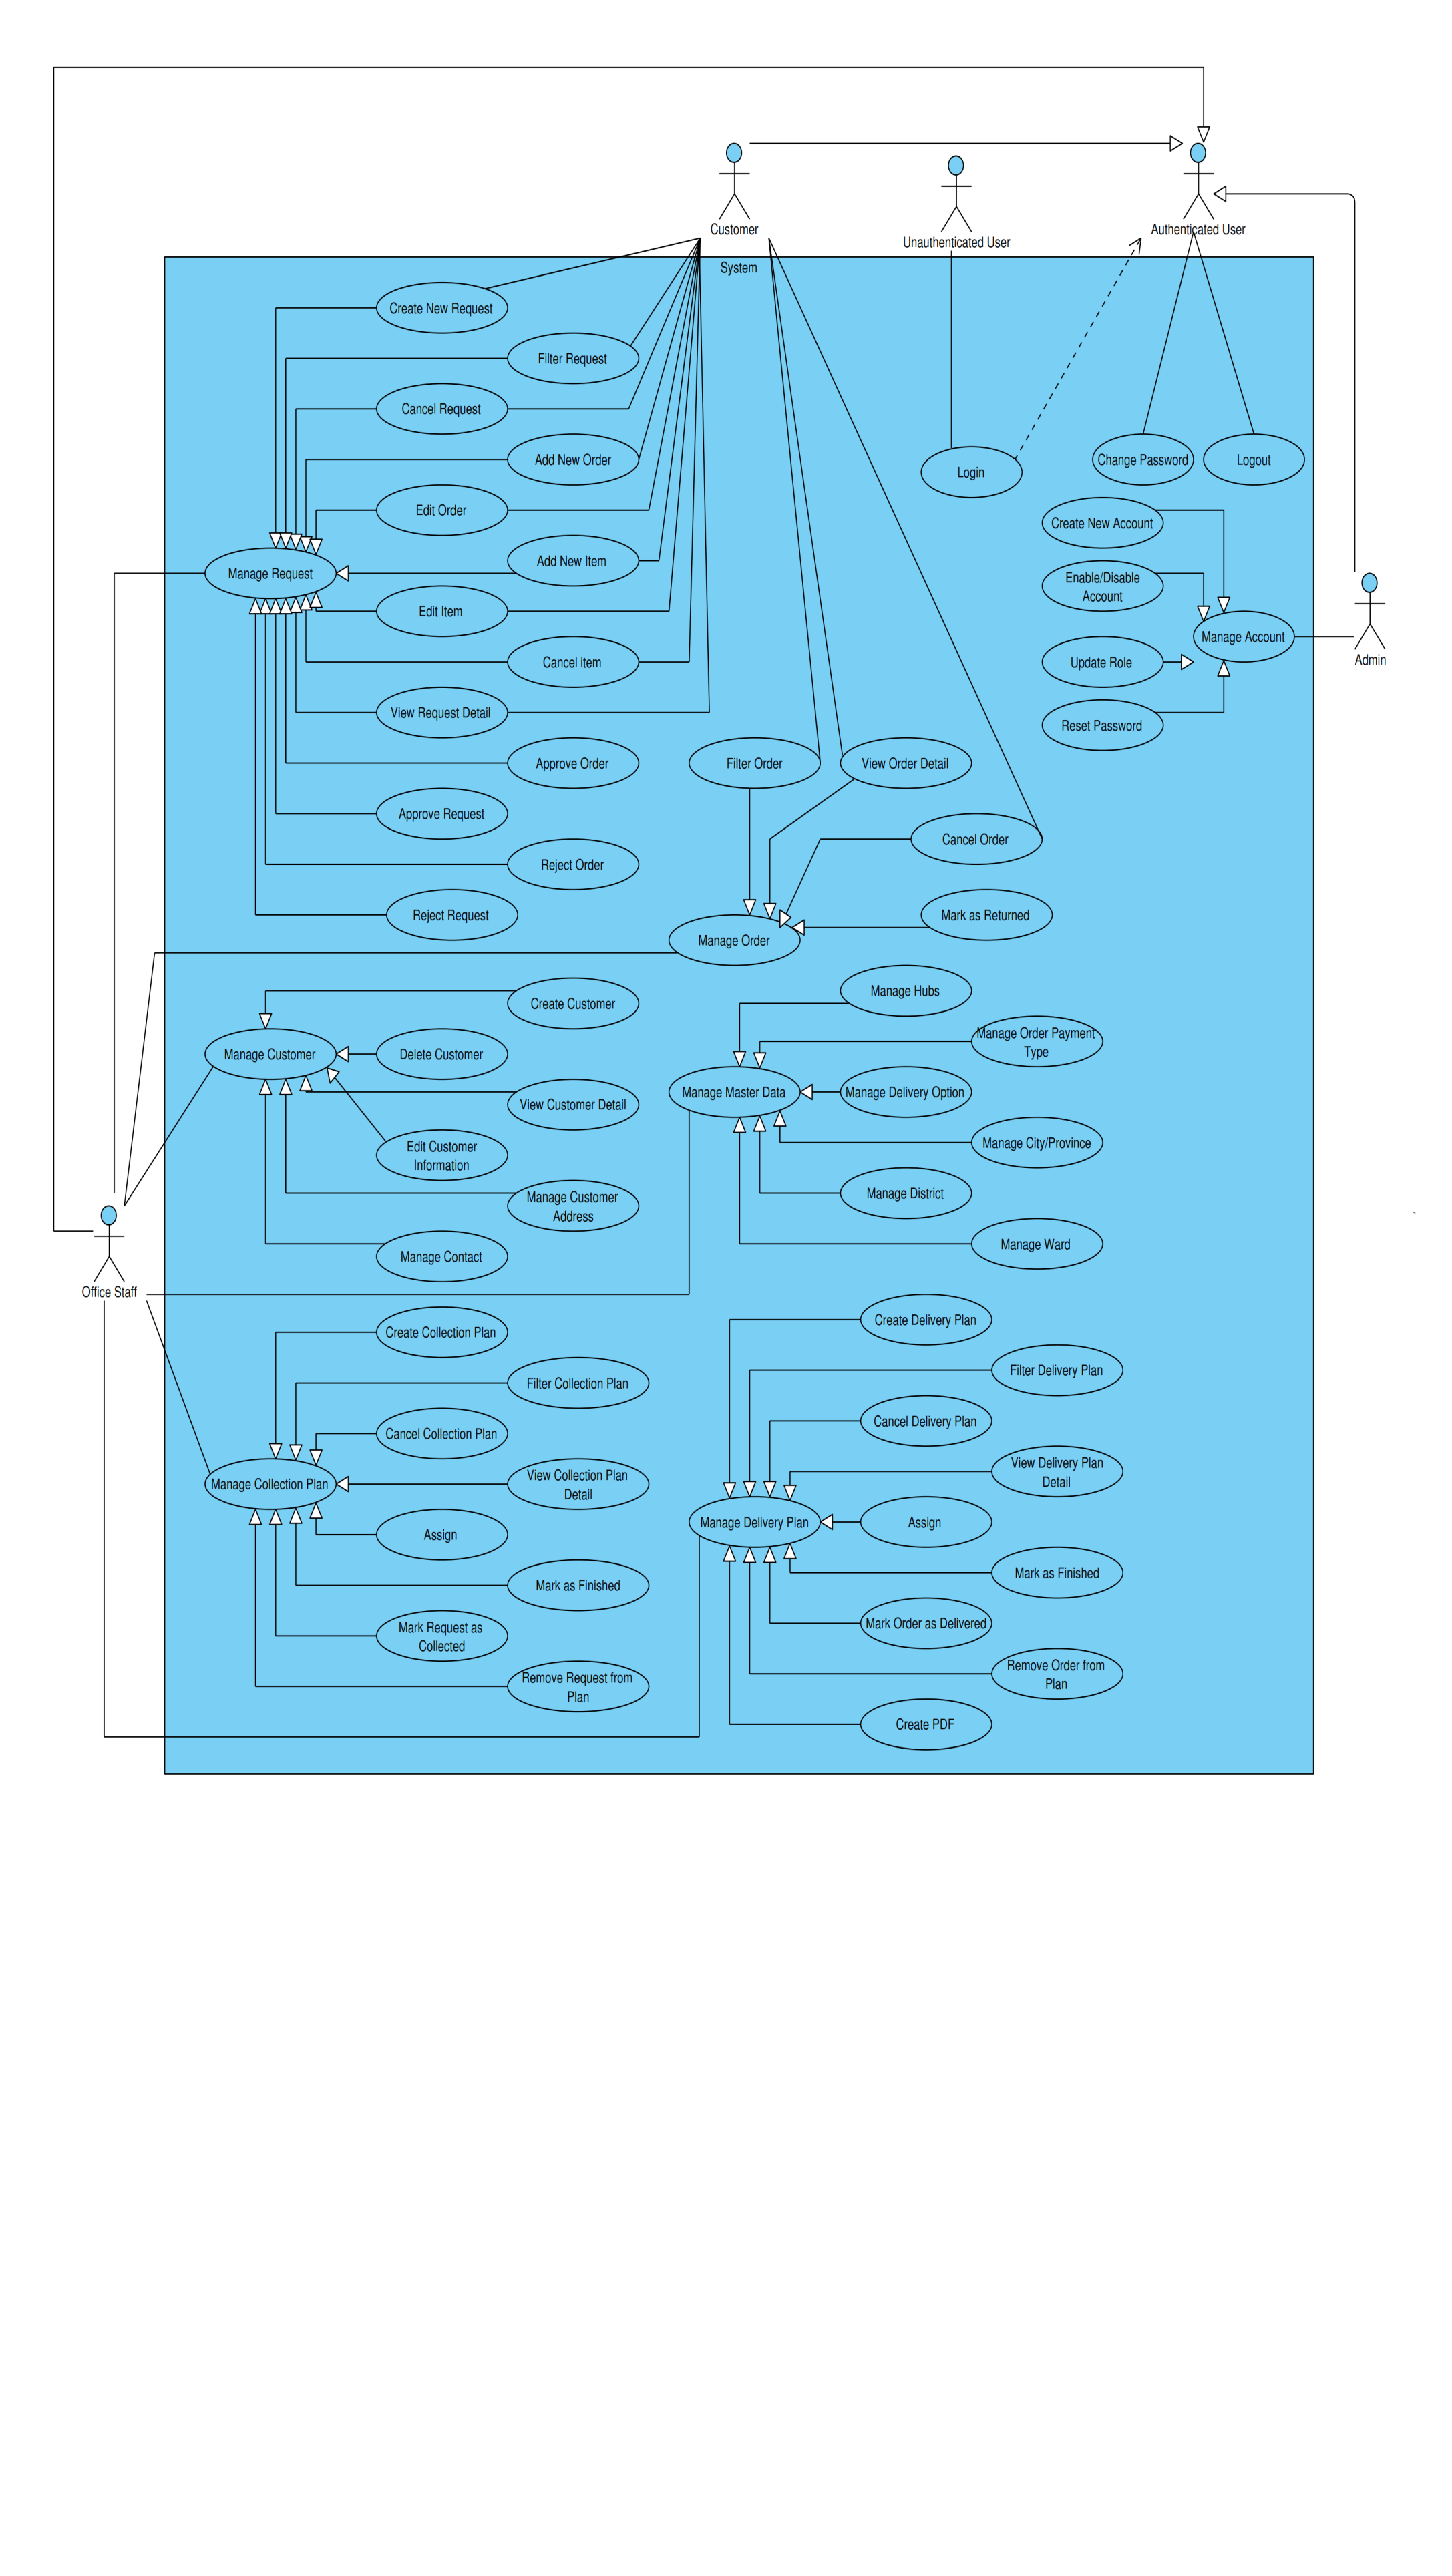 Customer
Unauthenticated User
Authenticated User
System
Create New Request
Filter Request
Cancel Request
Add New Order
Edit Order
Add New Item
Manage Request
Edit Item
Cancel item
View Request Detail
Approve Order
Approve Request
Reject Order
Reject Request
Login
Change Password
Logout
Create New Account
Enable/Disable
Account
Manage Account
Update Role
Reset Password
Admin
Filter Order
View Order Detail
Cancel Order
Mark as Returned
Manage Order
Create Customer
Manage Customer
Delete Customer
View Customer Detail
Edit Customer
Information
Manage Customer
Address
Manage Contact
Manage Hubs
Manage Order Payment
Type
Manage Master Data
Manage Delivery Option
Manage City/Province
Manage District
Manage Ward
Office Staff
Create Collection Plan
Filter Collection Plan
Cancel Collection Plan
Manage Collection Plan
View Collection Plan
Detail
Assign
Mark as Finished
Mark Request as
Collected
Remove Request from
Plan
Create Delivery Plan
Filter Delivery Plan
Cancel Delivery Plan
View Delivery Plan
Detail
Manage Delivery Plan
Assign
Mark as Finished
Mark Order as Delivered
Remove Order from
Plan
Create PDF